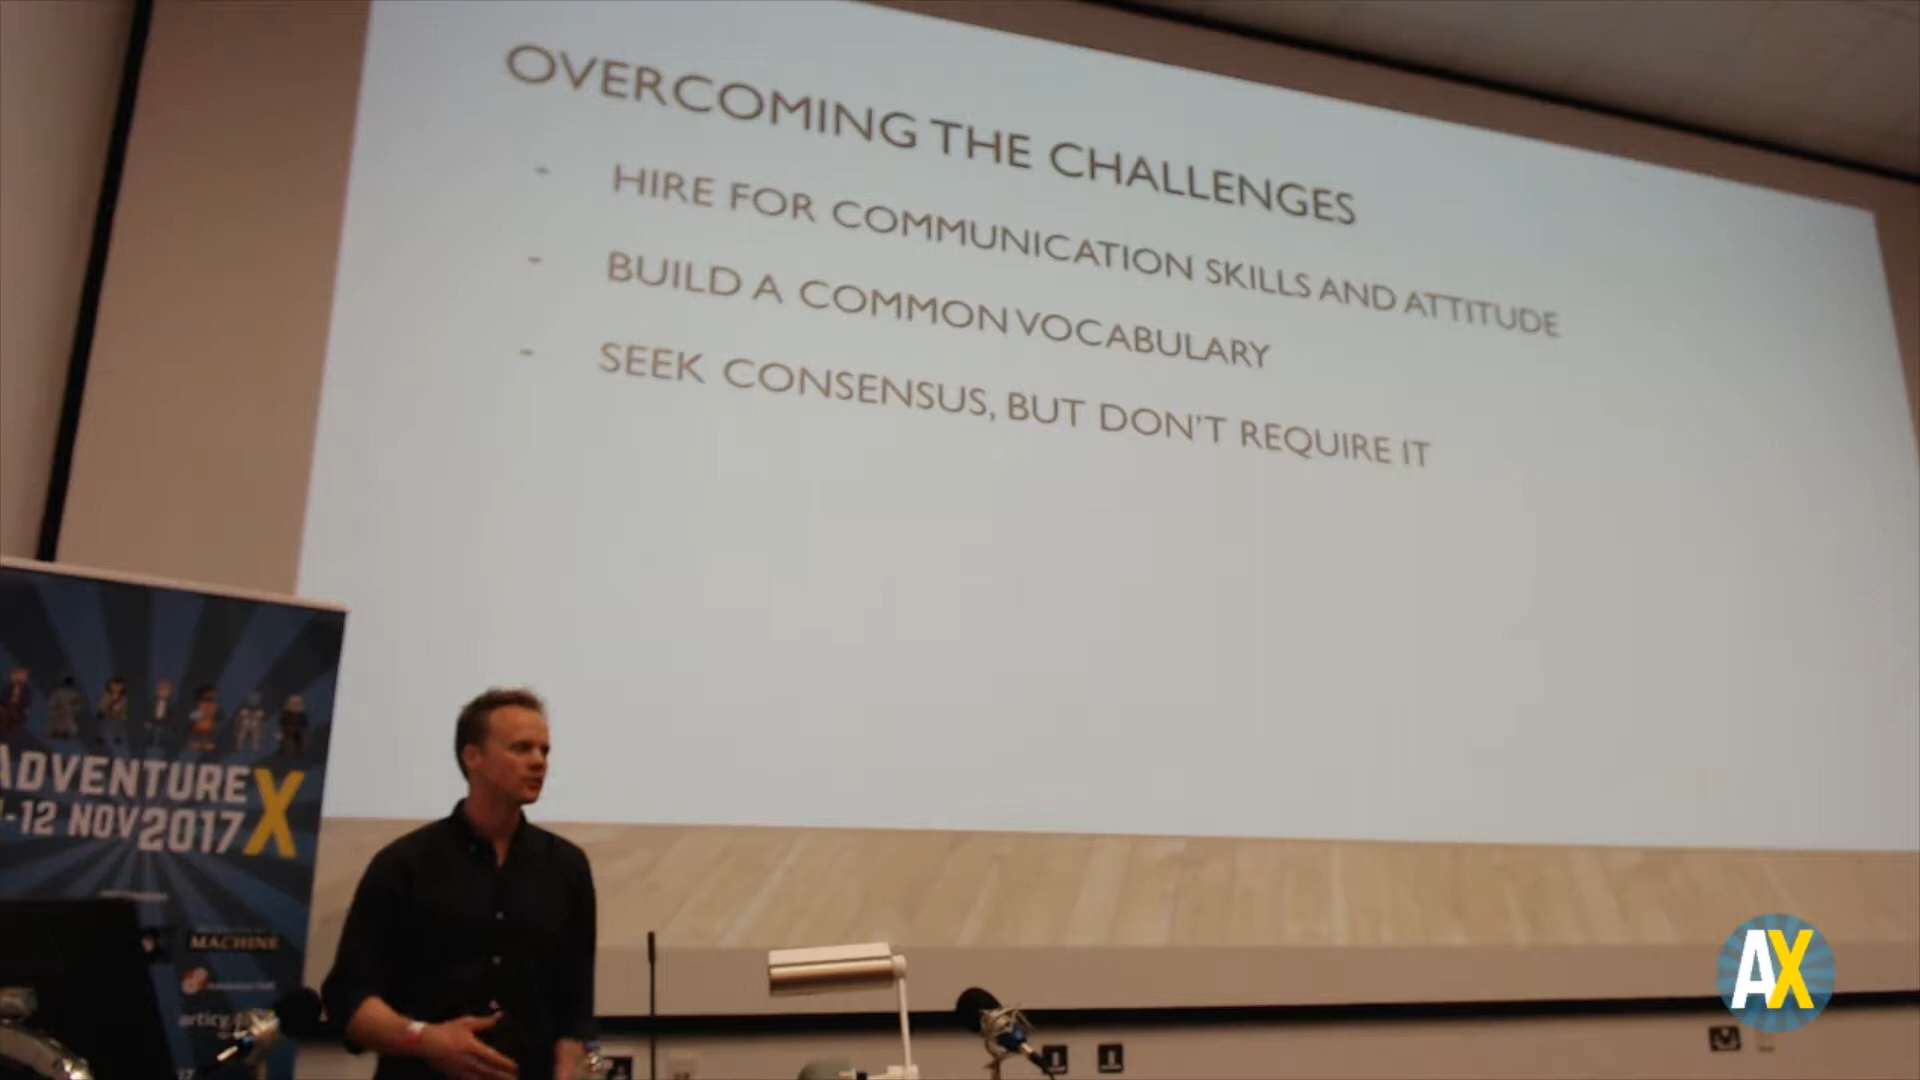 OVERCOMING THE CHALLENGES
- HIRE FOR COMMUNICATION SKILLS AND ATTITUDE
- BUILD A COMMON VOCABULARY
- SEEK CONSENSUS, BUT DON'T REQUIRE IT
ADVENTUREX
-12 NOV 2017
MACHINE
AX